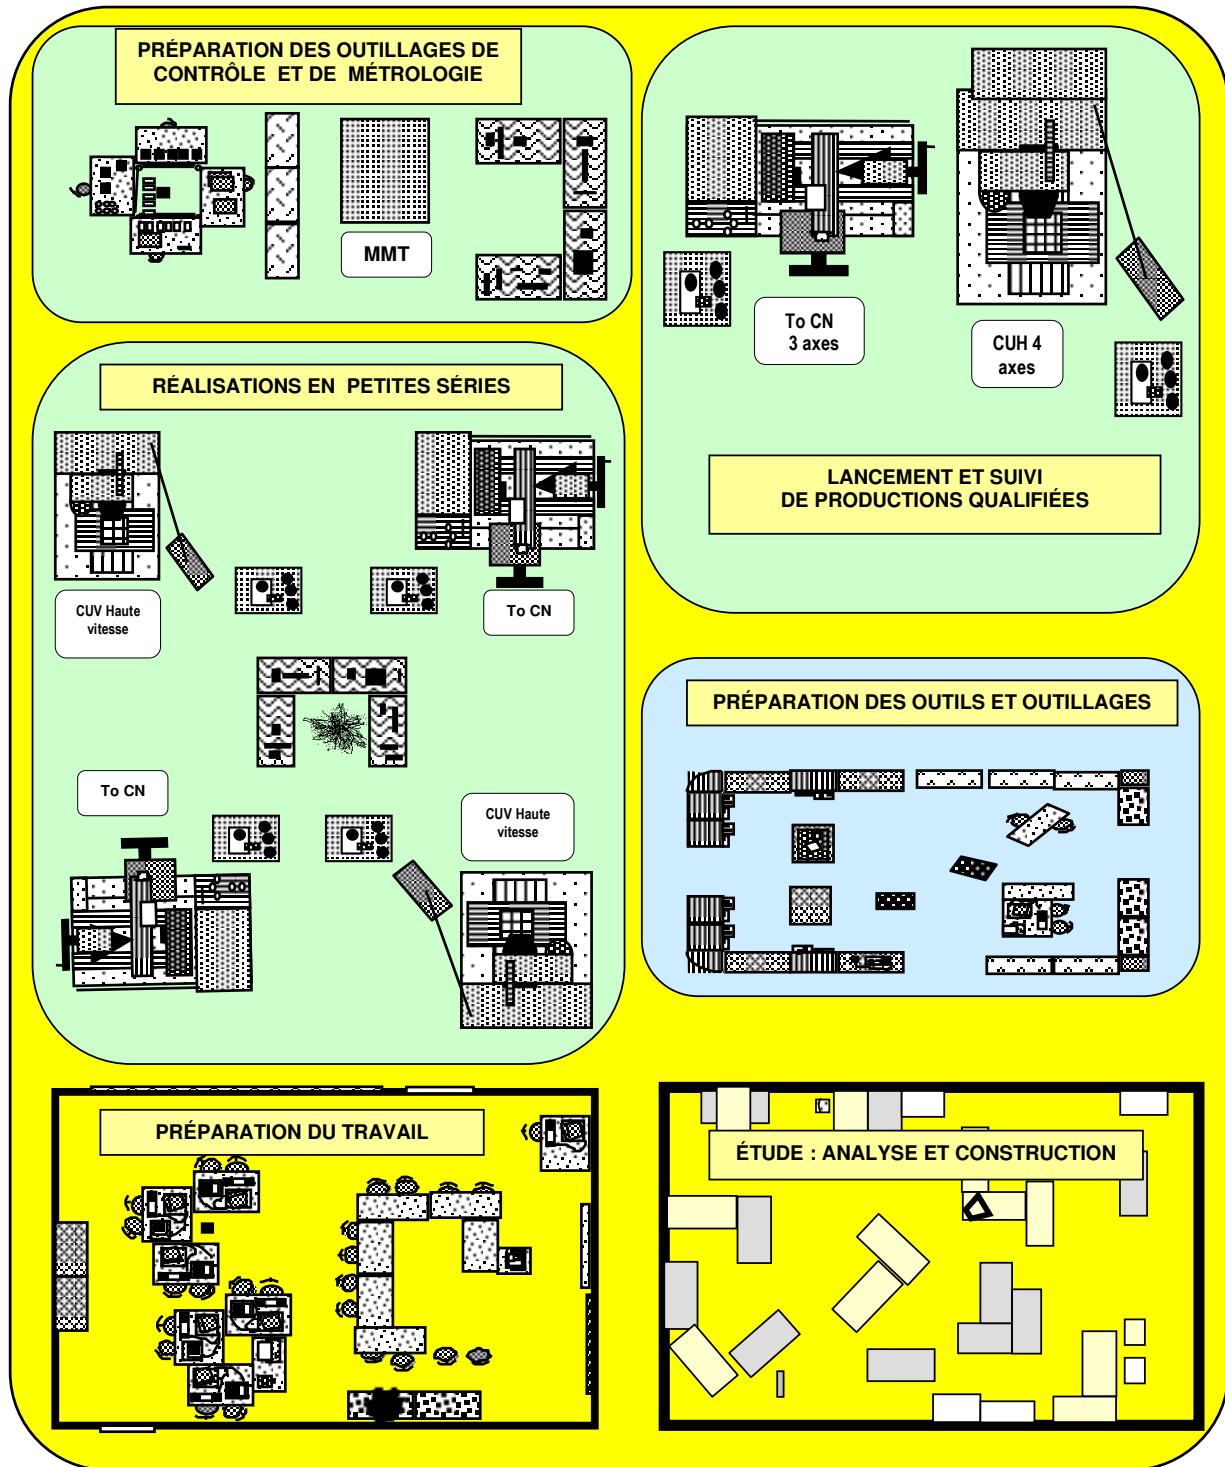 PRÉPARATION DES OUTILLAGES DE
CONTRÔLE ET DE MÉTROLOGIE
MMT
To CN
3 axes
CUH 4
axes
LANCEMENT ET SUIVI
DE PRODUCTIONS QUALIFIÉES
RÉALISATIONS EN PETITES SÉRIES
CUV Haute
vitesse
To CN
To CN
CUV Haute
vitesse
PRÉPARATION DES OUTILS ET OUTILLAGES
PRÉPARATION DU TRAVAIL
ÉTUDE : ANALYSE ET CONSTRUCTION